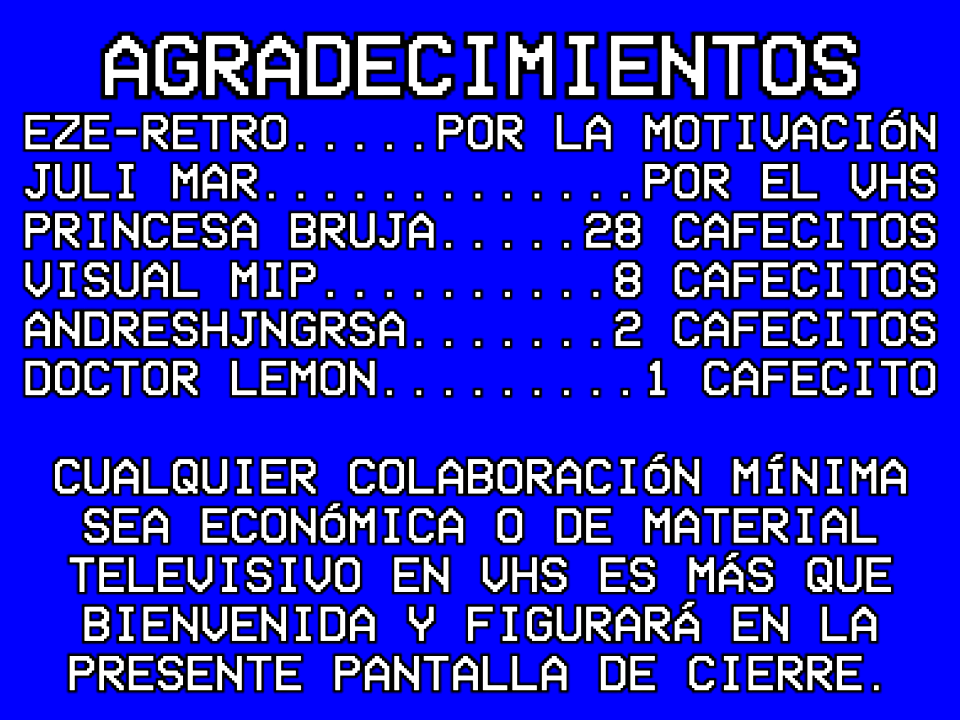 AGRADECIMIENTOS
EZE-RETRO.....POR LA MOTIVACIÓN
JULI MAR.............POR EL VHS
PRINCESA BRUJA.....28 CAFECITOS
VISUAL MIP..........8 CAFECITOS
ANDRESHJNGRSA.......2 CAFECITOS
DOCTOR LEMON.........1 CAFECITO
CUALQUIER COLABORACIÓN MÍNIMA
SEA ECONÓMICA O DE MATERIAL
TELEVISIVO EN VHS ES MÁS QUE
BIENVENIDA Y FIGURARÁ EN LA
PRESENTE PANTALLA DE CIERRE.